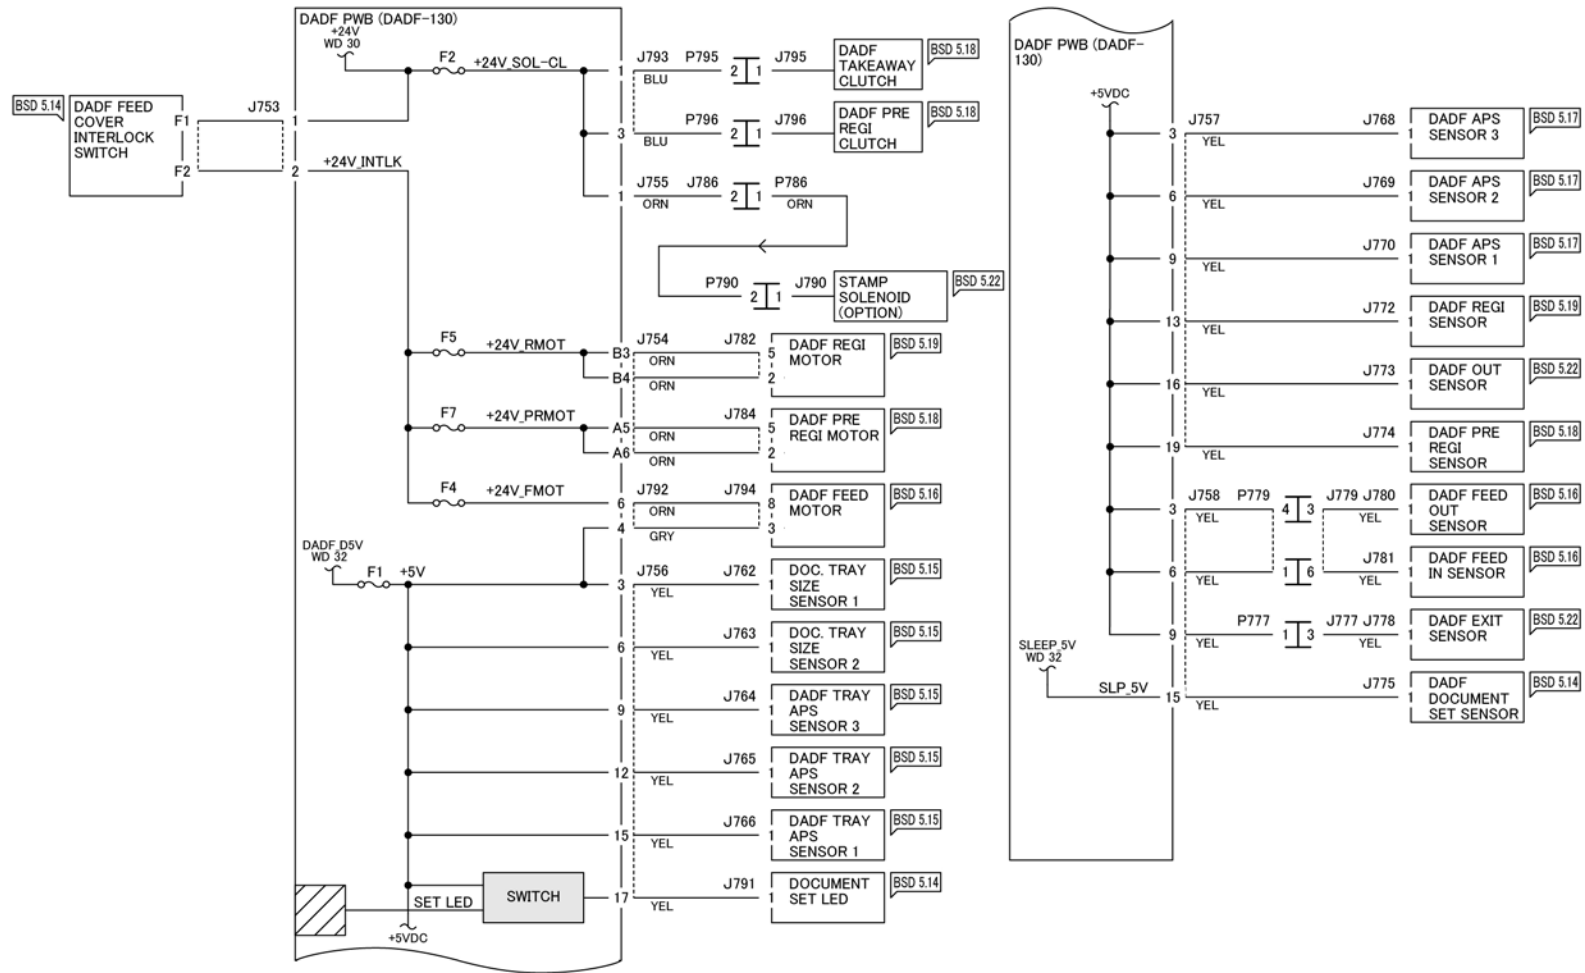 DADF PWB (DADF-130)
+24V
WD 30
F2
+24V_SOL-CL
1
J793
BLU
P795
2
1
J795
DADF
TAKEAWAY
CLUTCH
BSD 5.18
BSD 5.14
DADF FEED
COVER
INTERLOCK
SWITCH
F1
F2
J753
1
2
+24V_INTLK
3
BLU
P796
2
1
J796
DADF PRE
REGI
CLUTCH
BSD 5.18
1
J755
ORN
J786
2
1
P786
ORN
P790
2
1
J790
STAMP
SOLENOID
(OPTION)
BSD 5.22
F5
+24V_RMOT
B3
J754
ORN
J782
5
B4
ORN
2
DADF REGI
MOTOR
BSD 5.19
F7
+24V_PRMOT
A5
ORN
J784
5
A6
ORN
2
DADF PRE
REGI MOTOR
BSD 5.18
F4
+24V_FMOT
6
J792
ORN
J794
8
4
GRY
3
DADF FEED
MOTOR
BSD 5.16
DADF_D5V
WD 32
F1
+5V
3
J756
YEL
J762
1
DOC. TRAY
SIZE
SENSOR 1
BSD 5.15
6
YEL
J763
1
DOC. TRAY
SIZE
SENSOR 2
BSD 5.15
9
YEL
J764
1
DADF TRAY
APS
SENSOR 3
BSD 5.15
12
YEL
J765
1
DADF TRAY
APS
SENSOR 2
BSD 5.15
15
YEL
J766
1
DADF TRAY
APS
SENSOR 1
BSD 5.15
SET LED
SWITCH
17
YEL
J791
1
DOCUMENT
SET LED
BSD 5.14
+5VDC
DADF PWB (DADF-
130)
+5VDC
3
J757
YEL
J768
1
DADF APS
SENSOR 3
BSD 5.17
6
YEL
J769
1
DADF APS
SENSOR 2
BSD 5.17
9
YEL
J770
1
DADF APS
SENSOR 1
BSD 5.17
13
YEL
J772
1
DADF REGI
SENSOR
BSD 5.19
16
YEL
J773
1
DADF OUT
SENSOR
BSD 5.22
19
YEL
J774
1
DADF PRE
REGI
SENSOR
BSD 5.18
3
J758
YEL
P779
4
3
J779
J780
YEL
1
DADF FEED
OUT
SENSOR
BSD 5.16
6
YEL
1
6
J781
YEL
1
DADF FEED
IN SENSOR
BSD 5.16
9
YEL
P777
1
3
J777
J778
YEL
1
DADF EXIT
SENSOR
BSD 5.22
SLEEP_5V
WD 32
SLP_5V
15
YEL
J775
1
DADF
DOCUMENT
SET SENSOR
BSD 5.14